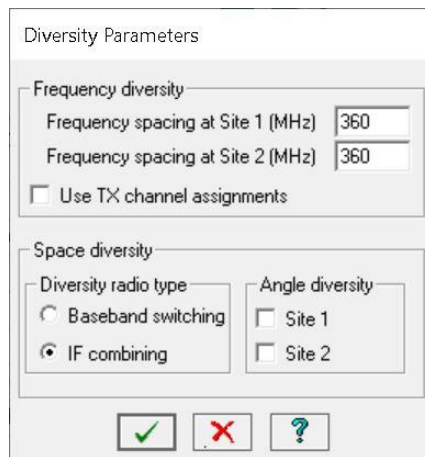 Diversity Parameters
Frequency diversity
Frequency spacing at Site 1 (MHz) 360
Frequency spacing at Site 2 (MHz) 360
Use TX channel assignments
Space diversity
Diversity radio type
Baseband switching
IF combining
Angle diversity
Site 1
Site 2
?